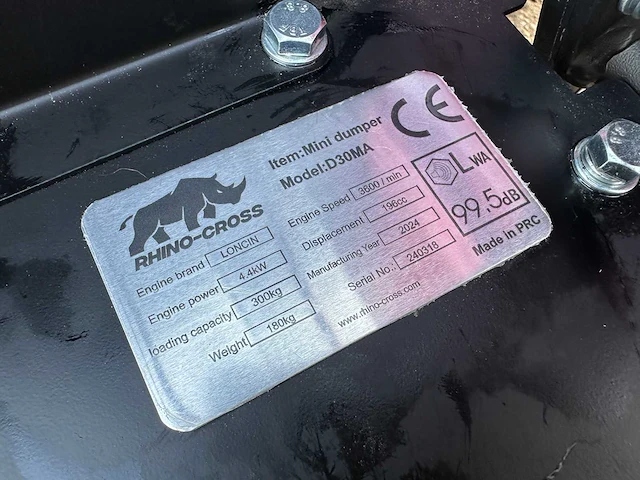 RHINO-CROSS
Engine brand LONCIN
Engine power 4.4kW
loading capacity 300kg
Weight 180kg
Item:Mini dumper
Model:D30MA
Engine Speed 3600 / min
Displacement 196cc
Manufacturing Year 2024
Serial No.: 240318
www.rhino-cross.com
CE
LWA
99.5dB
Made in PRC